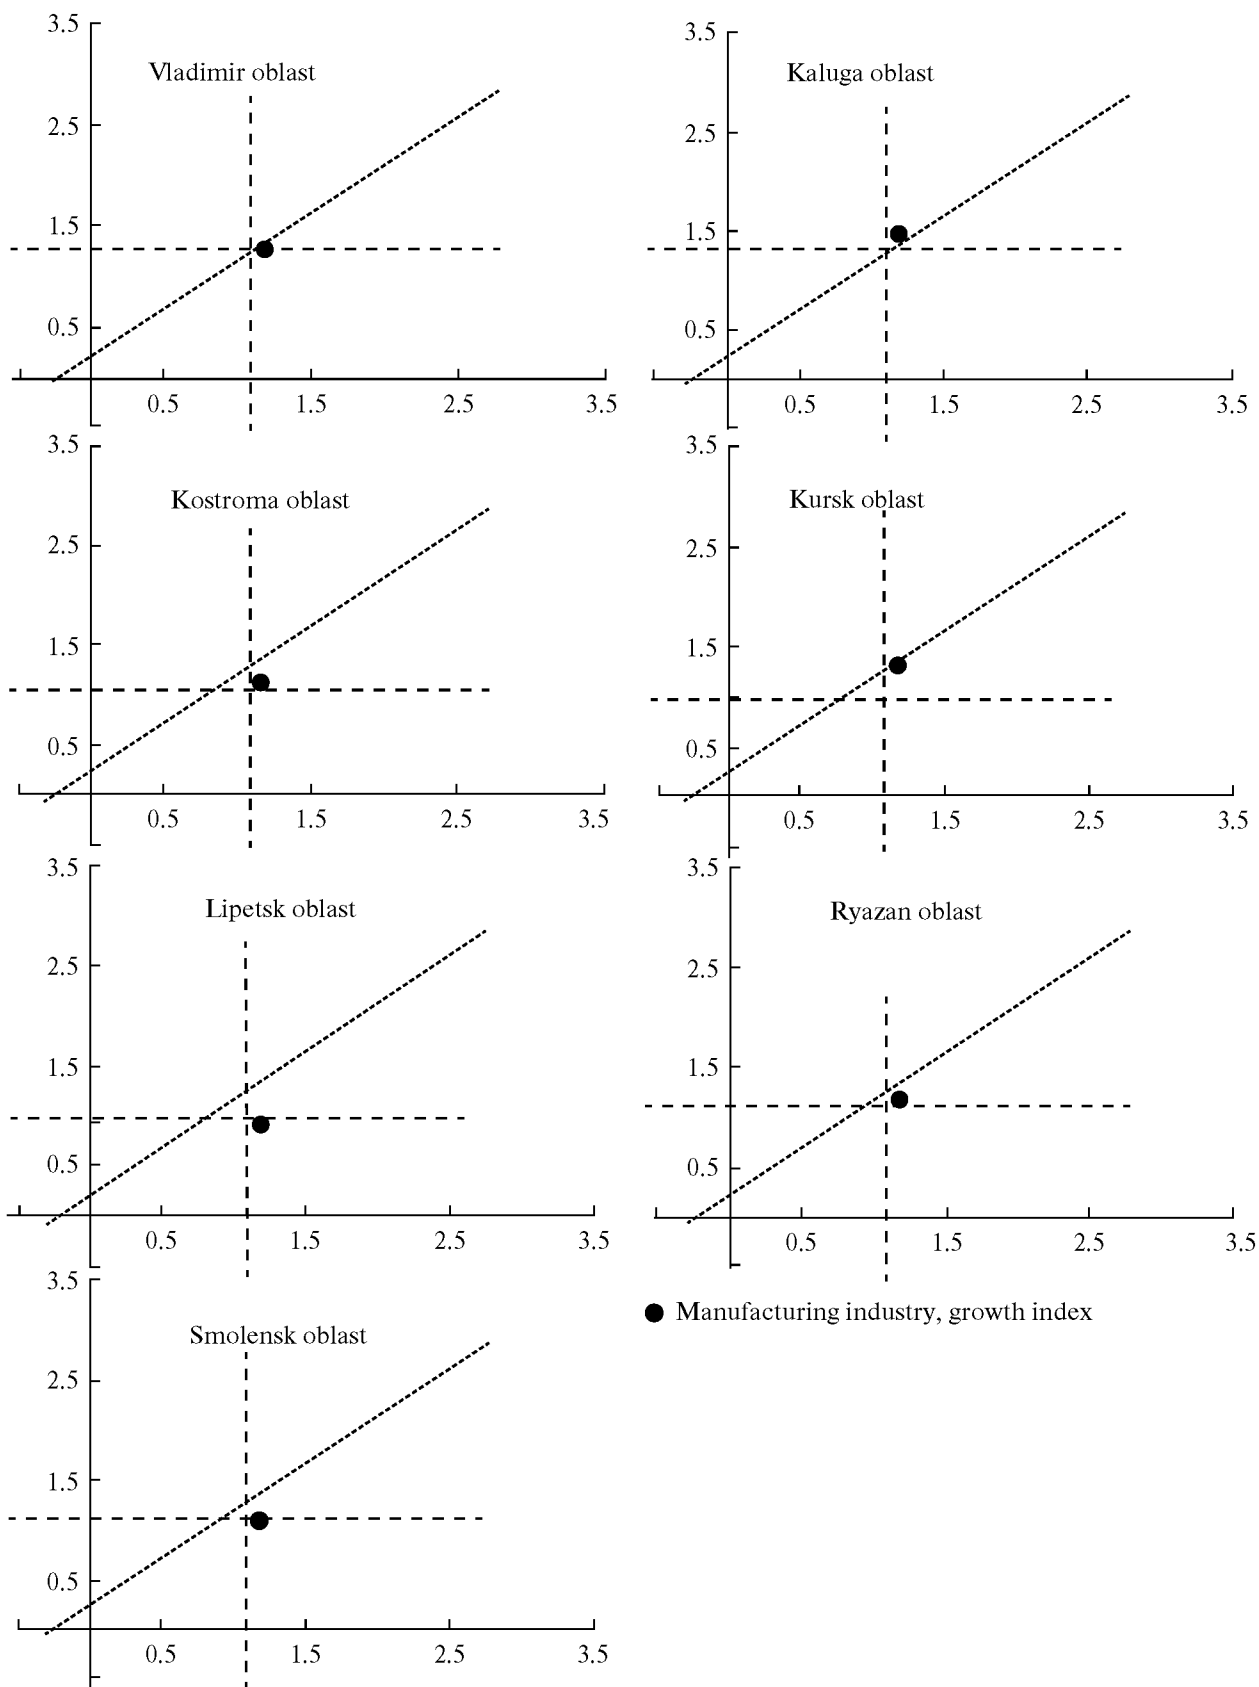 3.5
Vladimir oblast
2.5
1.5
0.5
0.5 1.5 2.5 3.5
3.5
Kaluga oblast
2.5
1.5
0.5
0.5 1.5 2.5 3.5
3.5
Kostroma oblast
2.5
1.5
0.5
0.5 1.5 2.5 3.5
3.5
Kursk oblast
2.5
1.5
0.5
0.5 1.5 2.5 3.5
3.5
Lipetsk oblast
2.5
1.5
0.5
0.5 1.5 2.5 3.5
3.5
Ryazan oblast
2.5
1.5
0.5
0.5 1.5 2.5 3.5
3.5
Smolensk oblast
2.5
1.5
0.5
0.5 1.5 2.5 3.5
Manufacturing industry, growth index